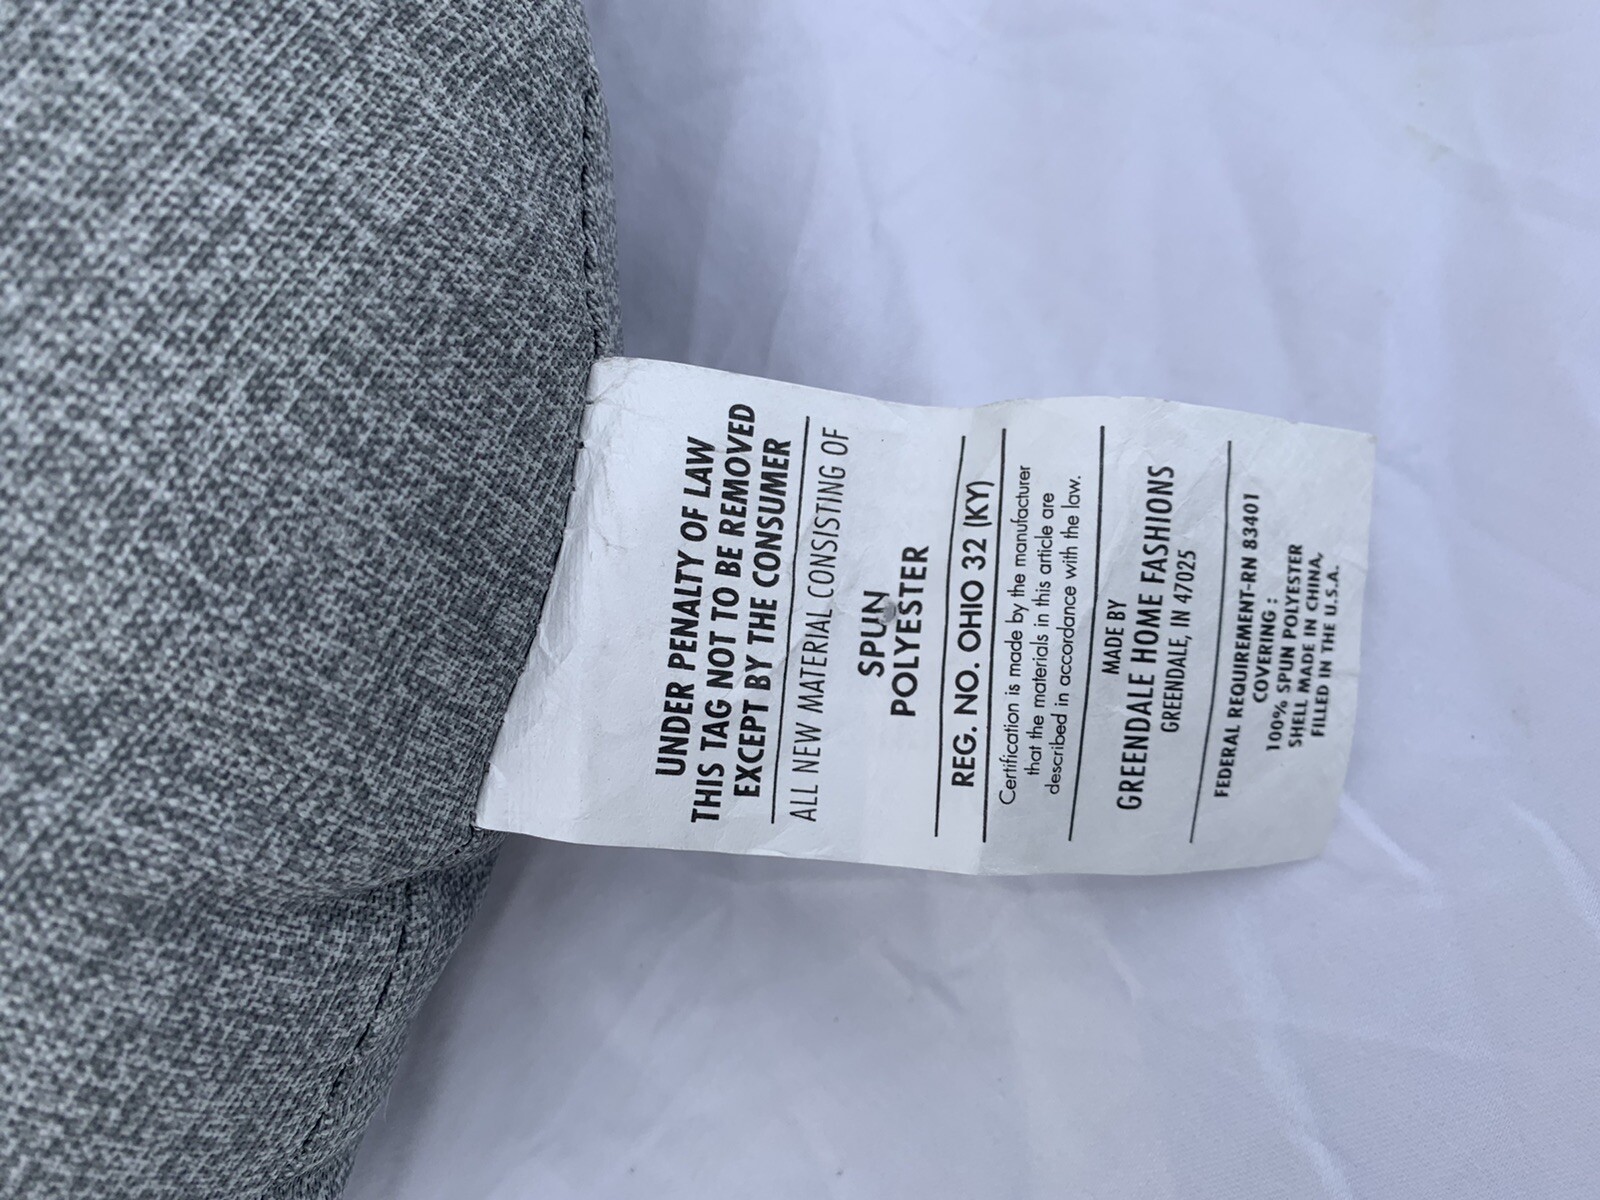 UNDER PENALTY OF LAW
THIS TAG NOT TO BE REMOVED
EXCEPT BY THE CONSUMER
ALL NEW MATERIAL CONSISTING OF
SPUN
POLYESTER
REG. NO. OHIO 32 (KY)
Certification is made by the manufacturer
that the materials in this article are
described in accordance with the law.
MADE BY
GREENDALE HOME FASHIONS
GREENDALE, IN 47025
FEDERAL REQUIREMENT-RN 83401
COVERING :
100% SPUN POLYESTER
SHELL MADE IN CHINA,
FILLED IN THE U.S.A.